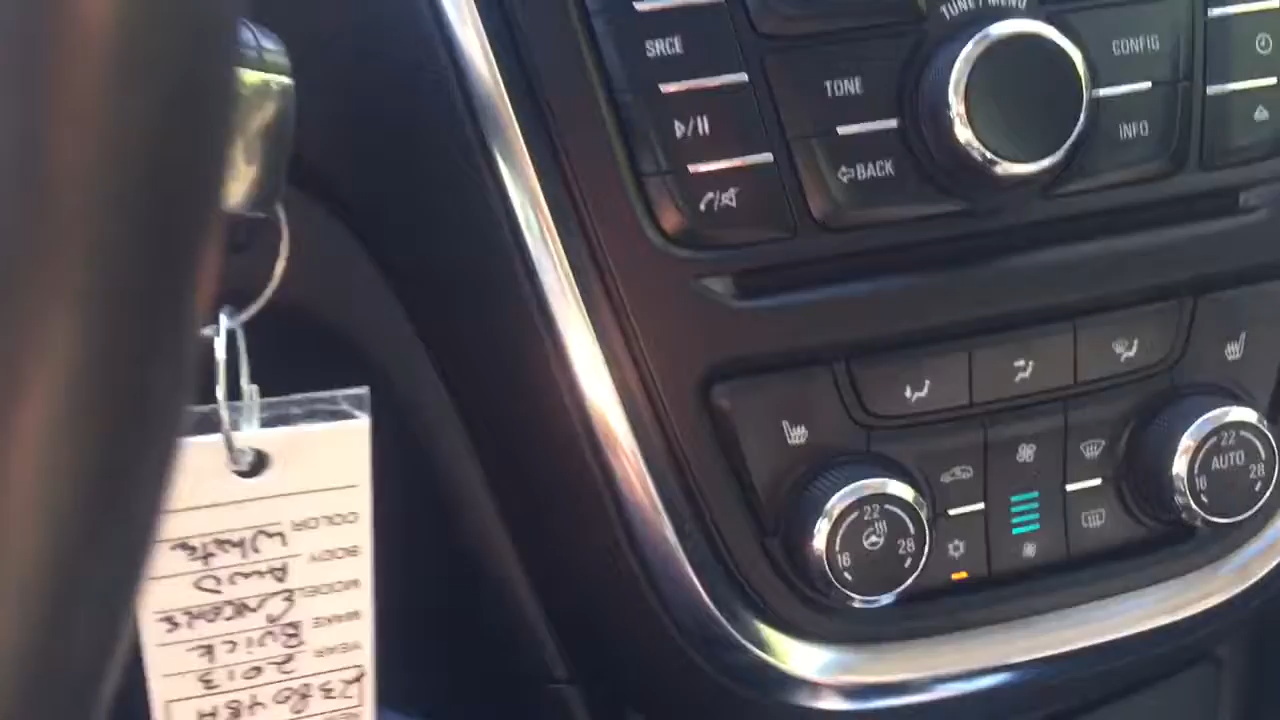 TUNE / MENU
SRCE
TONE
CONFIG
INFO
BACK
22
16
28
22
AUTO
16
28
COLOR White
BODY AWD
MODEL Encore
MAKE Buick
YEAR 2013